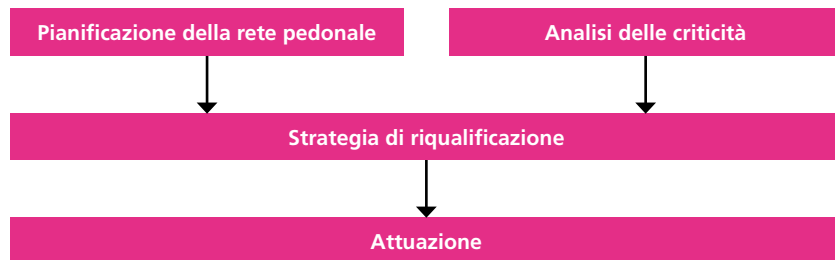 Pianificazione della rete pedonale
Analisi delle criticità
Strategia di riqualificazione
Attuazione